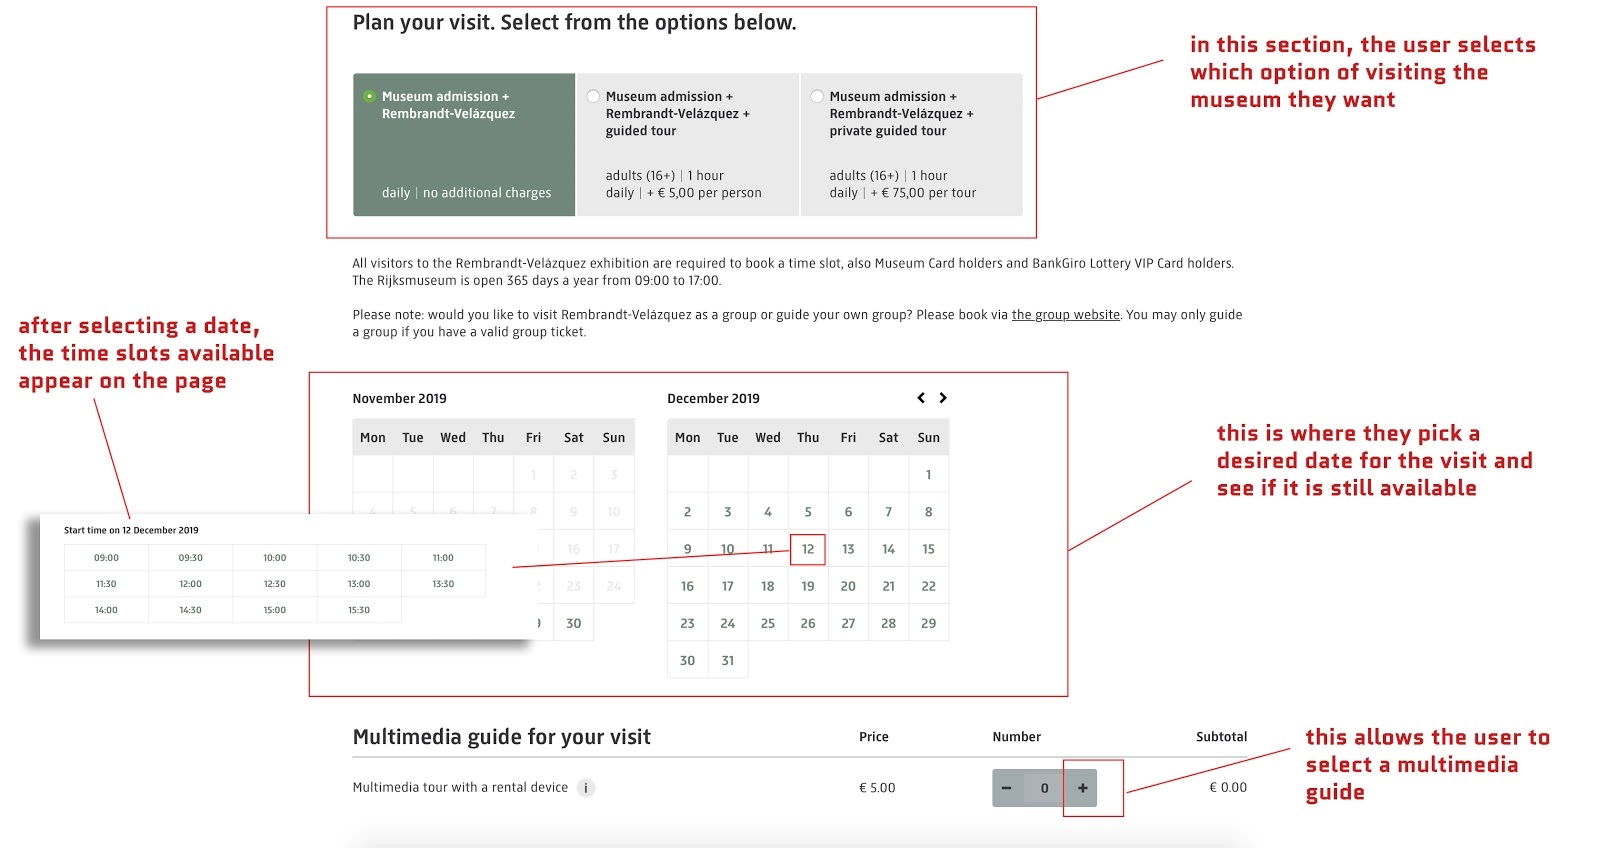 Plan your visit. Select from the options below.
in this section, the user selects
which option of visiting the
museum they want
Museum admission +
Rembrandt-Velázquez
daily | no additional charges
Museum admission +
Rembrandt-Velázquez +
guided tour
adults (16+) | 1 hour
daily | + € 5,00 per person
Museum admission +
Rembrandt-Velázquez +
private guided tour
adults (16+) | 1 hour
daily | + € 75,00 per tour
All visitors to the Rembrandt-Velázquez exhibition are required to book a time slot, also Museum Card holders and BankGiro Lottery VIP Card holders.
The Rijksmuseum is open 365 days a year from 09:00 to 17:00.
Please note: would you like to visit Rembrandt-Velázquez as a group or guide your own group? Please book via the group website. You may only guide
a group if you have a valid group ticket.
after selecting a date,
the time slots available
appear on the page
November 2019
Mon Tue Wed Thu Fri Sat Sun
1 2 3
4 5 6 7 8 9 10
16 17
23 24
30
December 2019
Mon Tue Wed Thu Fri Sat Sun
1
2 3 4 5 6 7 8
9 10 11 12 13 14 15
16 17 18 19 20 21 22
23 24 25 26 27 28 29
30 31
this is where they pick a
desired date for the visit and
see if it is still available
Start time on 12 December 2019
09:00 09:30 10:00 10:30 11:00
11:30 12:00 12:30 13:00 13:30
14:00 14:30 15:00 15:30
Multimedia guide for your visit Price Number Subtotal
Multimedia tour with a rental device i € 5.00 − 0 + € 0.00
this allows the user to
select a multimedia
guide